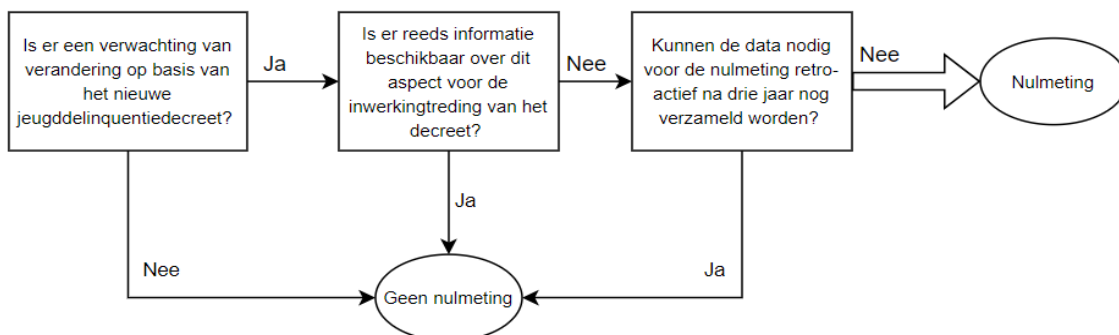 Is er een verwachting van
verandering op basis van
het nieuwe
jeugddelinquentiedecreet?
Ja
Is er reeds informatie
beschikbaar over dit
aspect voor de
inwerkingtreding van het
decreet?
Nee
Kunnen de data nodig
voor de nulmeting retro-
actief na drie jaar nog
verzameld worden?
Nee
Nulmeting
Ja
Nee
Ja
Geen nulmeting